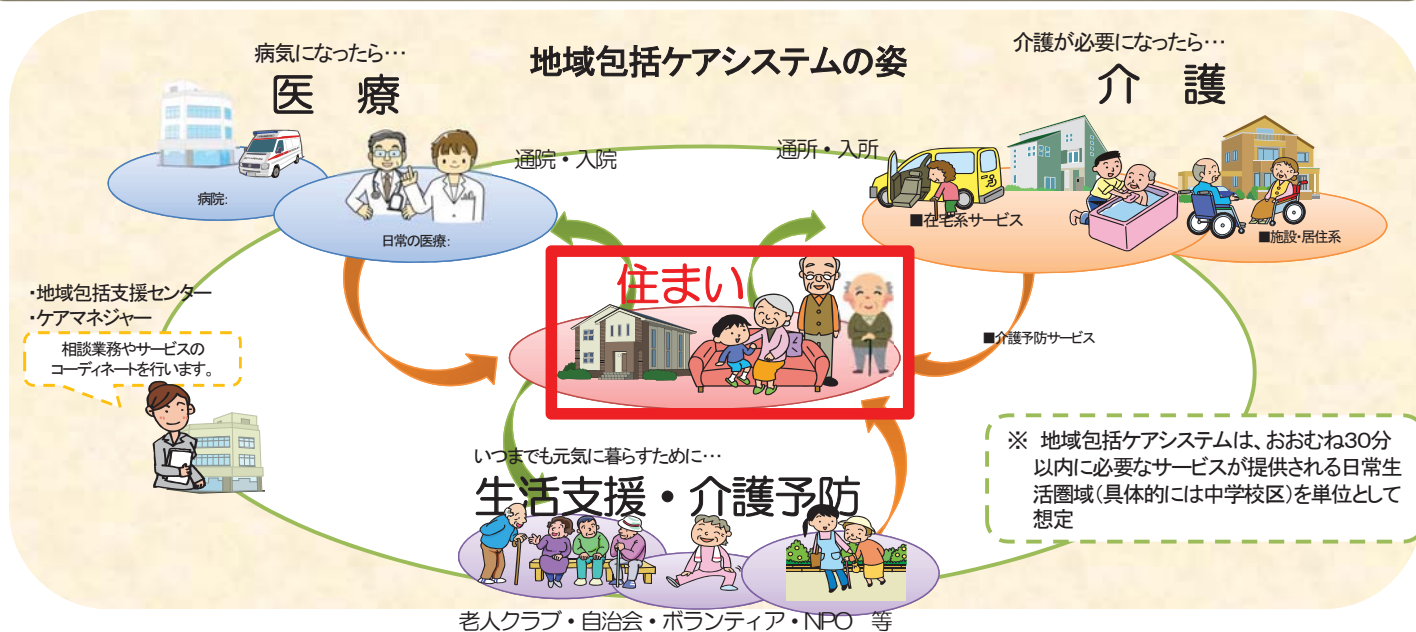 地域包括ケアシステムの姿
病気になったら…
医 療
病院:
日常の医療:
通院・入院
通所・入所
介護が必要になったら…
介 護
■在宅系サービス
■施設・居住系
■介護予防サービス
住まい
・地域包括支援センター
・ケアマネジャー
相談業務やサービスの
コーディネートを行います。
いつまでも元気に暮らすために…
生活支援・介護予防
老人クラブ・自治会・ボランティア・NPO 等
※ 地域包括ケアシステムは、おおむね30分
以内に必要なサービスが提供される日常生
活圏域(具体的には中学校区)を単位として
想定